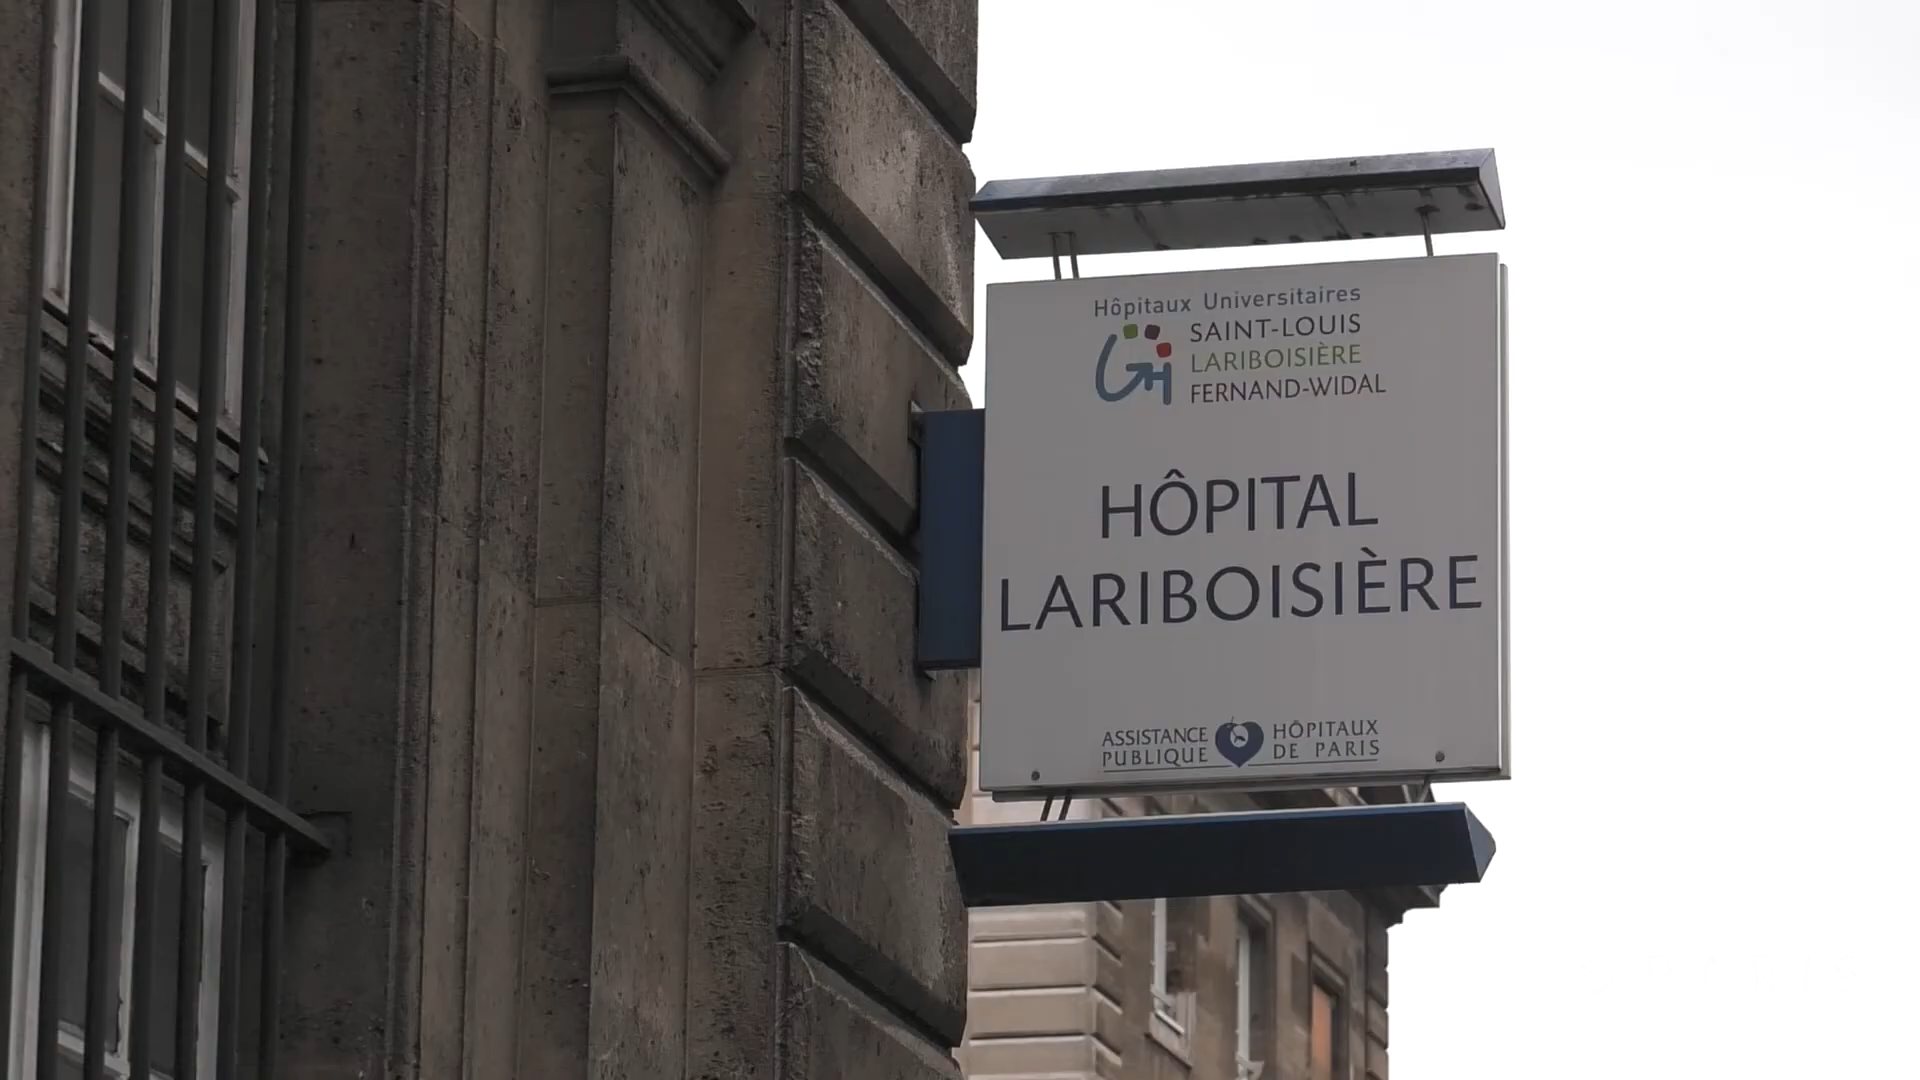 Hôpitaux Universitaires
SAINT-LOUIS
LARIBOISIÈRE
FERNAND-WIDAL
HÔPITAL
LARIBOISIÈRE
ASSISTANCE HÔPITAUX
PUBLIQUE DE PARIS